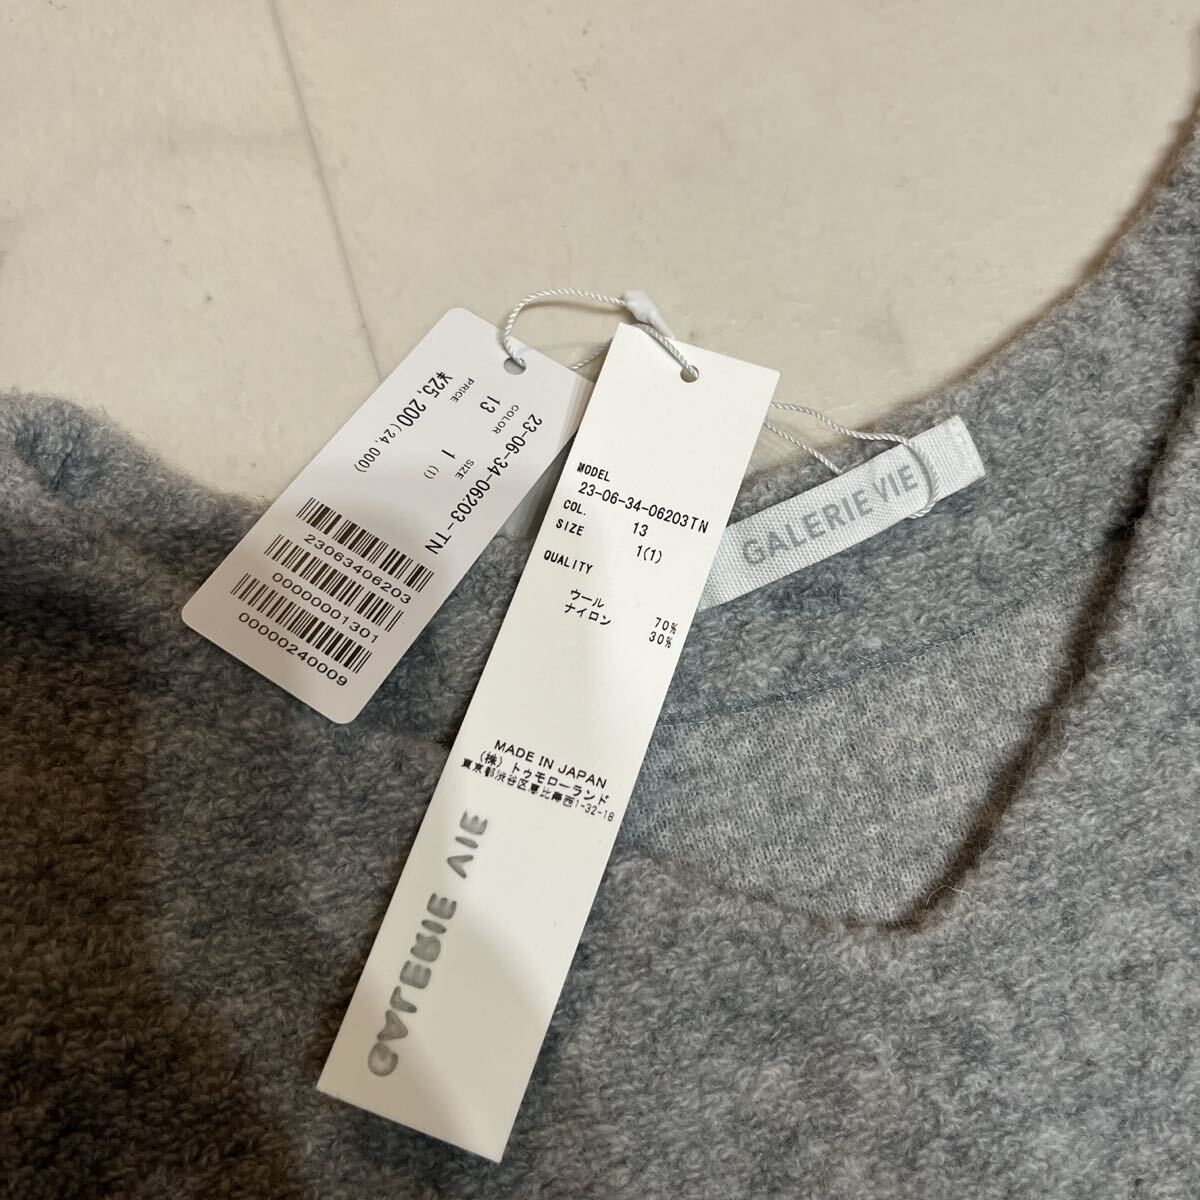 23-06-34-06203-TN
COLOR SIZE
13 1 (1)
PRICE
¥25,200(24,000)
23063406203
0000001301
00000240009
MODEL
23-06-34-06203TN
COL. 13
SIZE 1(1)
QUALITY
ウール 70%
ナイロン 30%
MADE IN JAPAN
(株)トゥモローランド
東京都渋谷区恵比寿西1-32-18
GALERIE VIE
GALERIE VIE